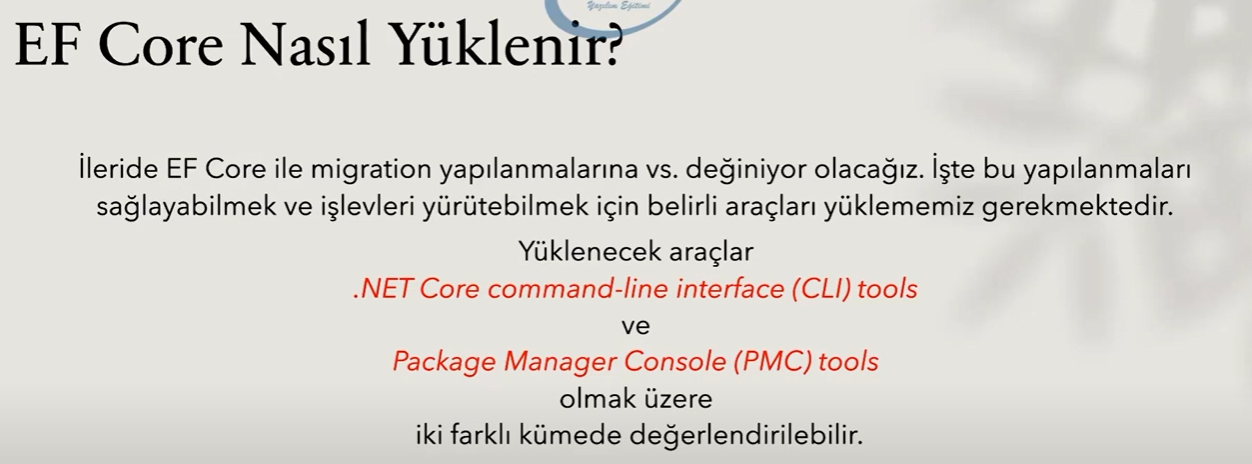 Yazılım Eğitimi
EF Core Nasıl Yüklenir?
İleride EF Core ile migration yapılanmalarına vs. değiniyor olacağız. İşte bu yapılanmaları
sağlayabilmek ve işlevleri yürütebilmek için belirli araçları yüklememiz gerekmektedir.
Yüklenecek araçlar
.NET Core command-line interface (CLI) tools
ve
Package Manager Console (PMC) tools
olmak üzere
iki farklı kümede değerlendirilebilir.